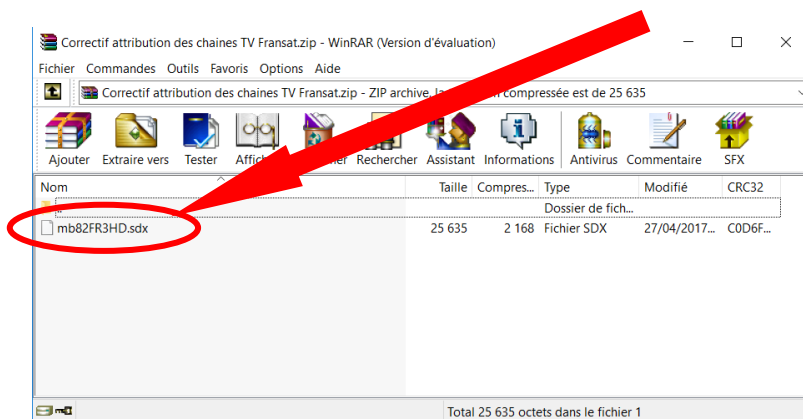 Correctif attribution des chaines TV Fransat.zip - WinRAR (Version d'évaluation)
Fichier Commandes Outils Favoris Options Aide
Correctif attribution des chaines TV Fransat.zip - ZIP archive, la compressée est de 25 635
Ajouter Extraire vers Tester Rechercher Assistant Informations Antivirus Commentaire SFX
Nom Taille Compres... Type Modifié CRC32
.. Dossier de fich...
mb82FR3HD.sdx 25 635 2 168 Fichier SDX 27/04/2017... C0D6F...
Total 25 635 octets dans le fichier 1